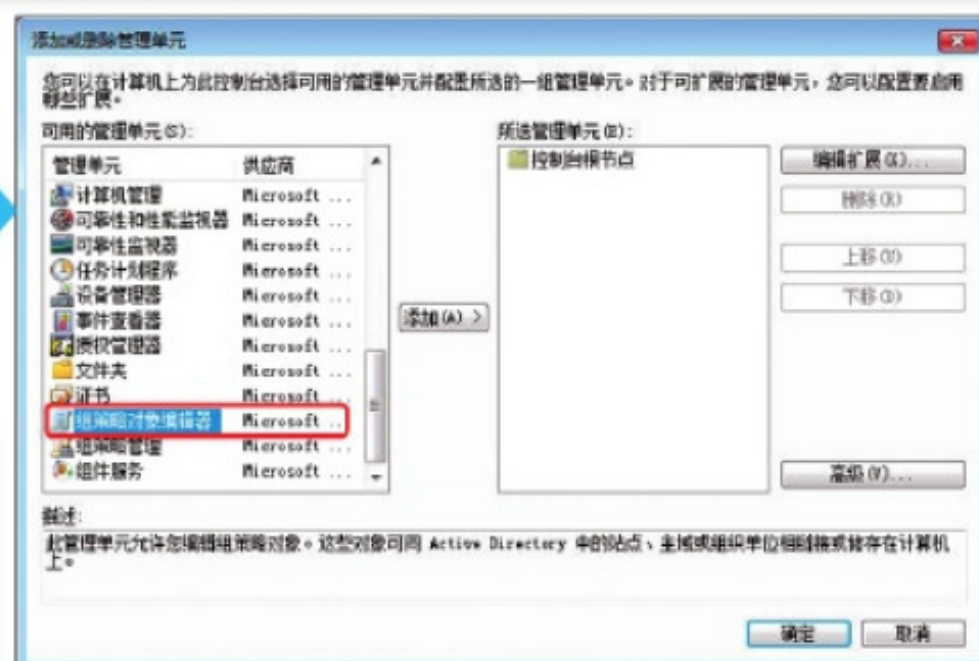 添加或删除管理单元
您可以在计算机上为此控制台选择可用的管理单元并配置所选的一组管理单元。对于可扩展的管理单元，您可以配置要启用
哪些扩展。
可用的管理单元(S):
所选管理单元(E):
管理单元 供应商
计算机管理 Microsoft ...
可靠性和性能监视器 Microsoft ...
可靠性监视器 Microsoft ...
任务计划程序 Microsoft ...
设备管理器 Microsoft ...
事件查看器 Microsoft ...
授权管理器 Microsoft ...
文件夹 Microsoft ...
证书 Microsoft ...
组策略对象编辑器 Microsoft ...
组策略管理 Microsoft ...
组件服务 Microsoft ...
添加(A) >
控制台根节点
编辑扩展(X)...
删除(R)
上移(U)
下移(D)
高级(V)...
描述:
此管理单元允许您编辑组策略对象。这些对象可同 Active Directory 中的站点、主域或组织单位相链接或储存在计算机
上。
确定
取消